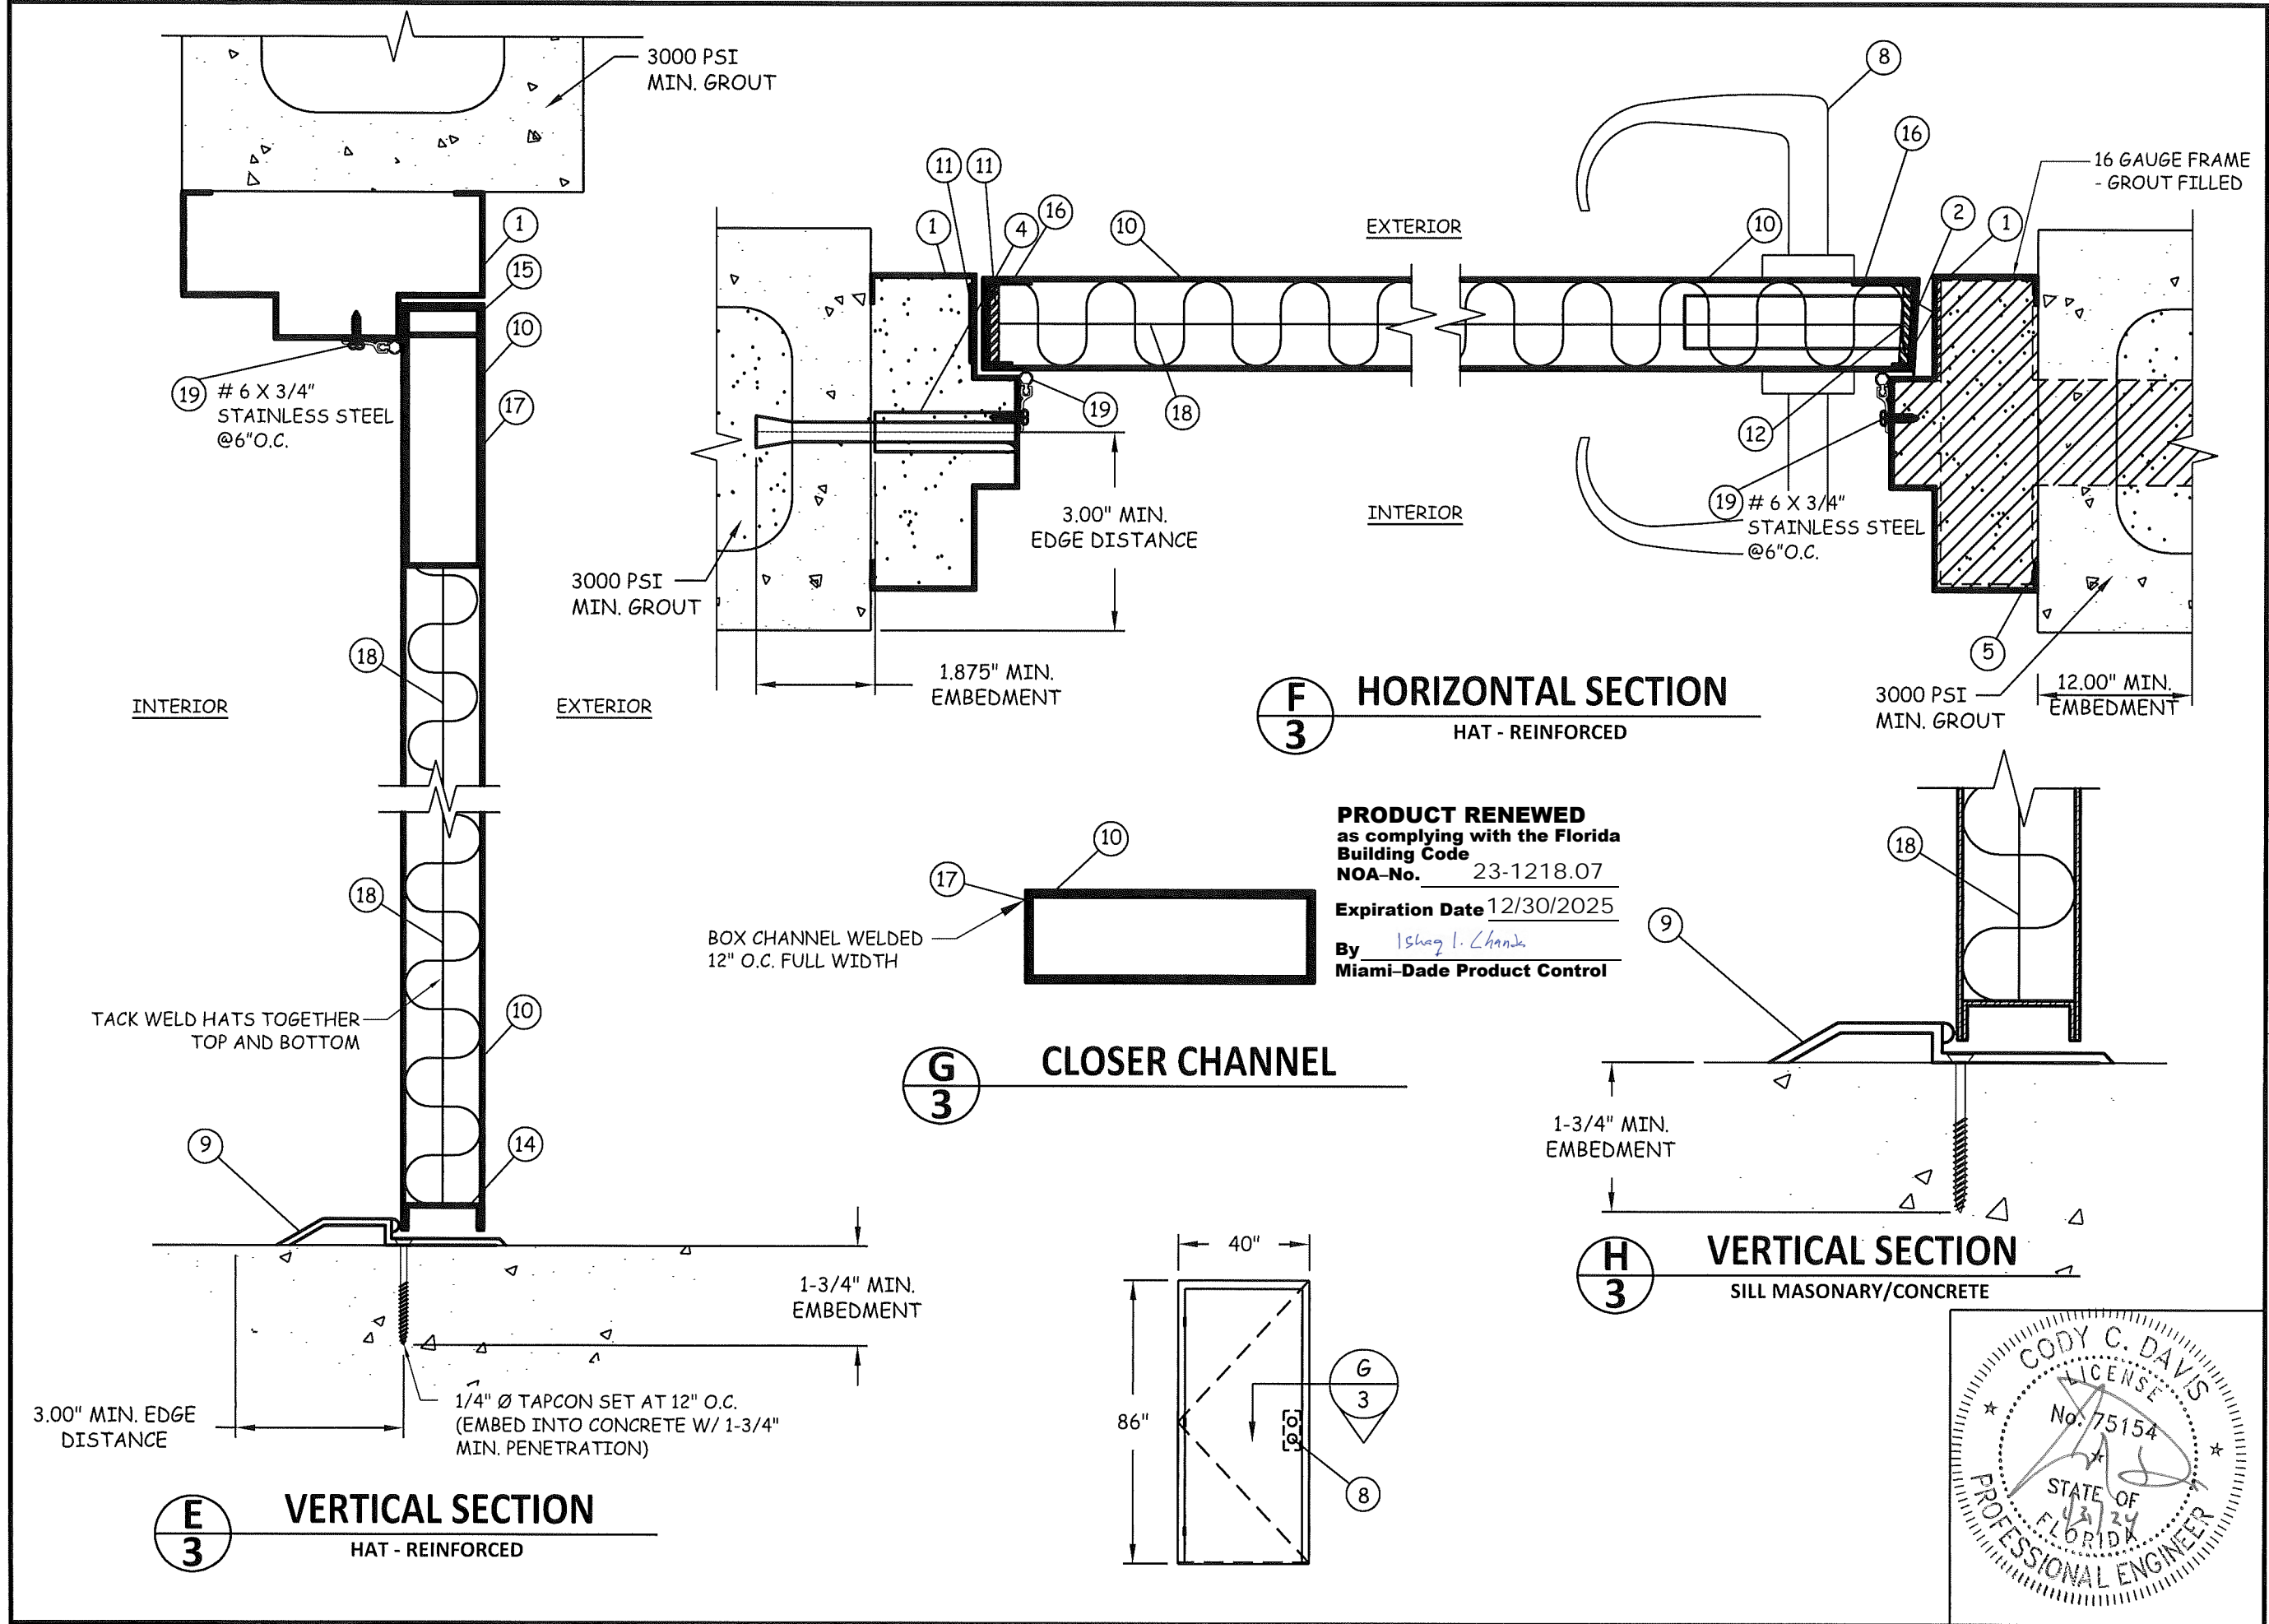 3000 PSI
MIN. GROUT
1
15
10
17
19
# 6 X 3/4"
STAINLESS STEEL
@6"O.C.
18
INTERIOR
EXTERIOR
18
TACK WELD HATS TOGETHER
TOP AND BOTTOM
10
14
9
1-3/4" MIN.
EMBEDMENT
3.00" MIN. EDGE
DISTANCE
1/4" Ø TAPCON SET AT 12" O.C.
(EMBED INTO CONCRETE W/ 1-3/4"
MIN. PENETRATION)
E
3
VERTICAL SECTION
HAT - REINFORCED
8
16
16 GAUGE FRAME
- GROUT FILLED
11
11
1
4
16
10
EXTERIOR
10
2
1
19
18
12
3.00" MIN.
EDGE DISTANCE
INTERIOR
19
# 6 X 3/4"
STAINLESS STEEL
@6"O.C.
3000 PSI
MIN. GROUT
1.875" MIN.
EMBEDMENT
5
3000 PSI
MIN. GROUT
12.00" MIN.
EMBEDMENT
F
3
HORIZONTAL SECTION
HAT - REINFORCED
10
17
BOX CHANNEL WELDED
12" O.C. FULL WIDTH
G
3
CLOSER CHANNEL
PRODUCT RENEWED
as complying with the Florida
Building Code
NOA–No. 23-1218.07
Expiration Date 12/30/2025
By Ishaq I. Chanda
Miami–Dade Product Control
18
9
1-3/4" MIN.
EMBEDMENT
H
3
VERTICAL SECTION
SILL MASONARY/CONCRETE
40"
86"
G
3
8
CODY C. DAVIS
LICENSE
No. 75154
STATE OF
FLORIDA
PROFESSIONAL ENGINEER